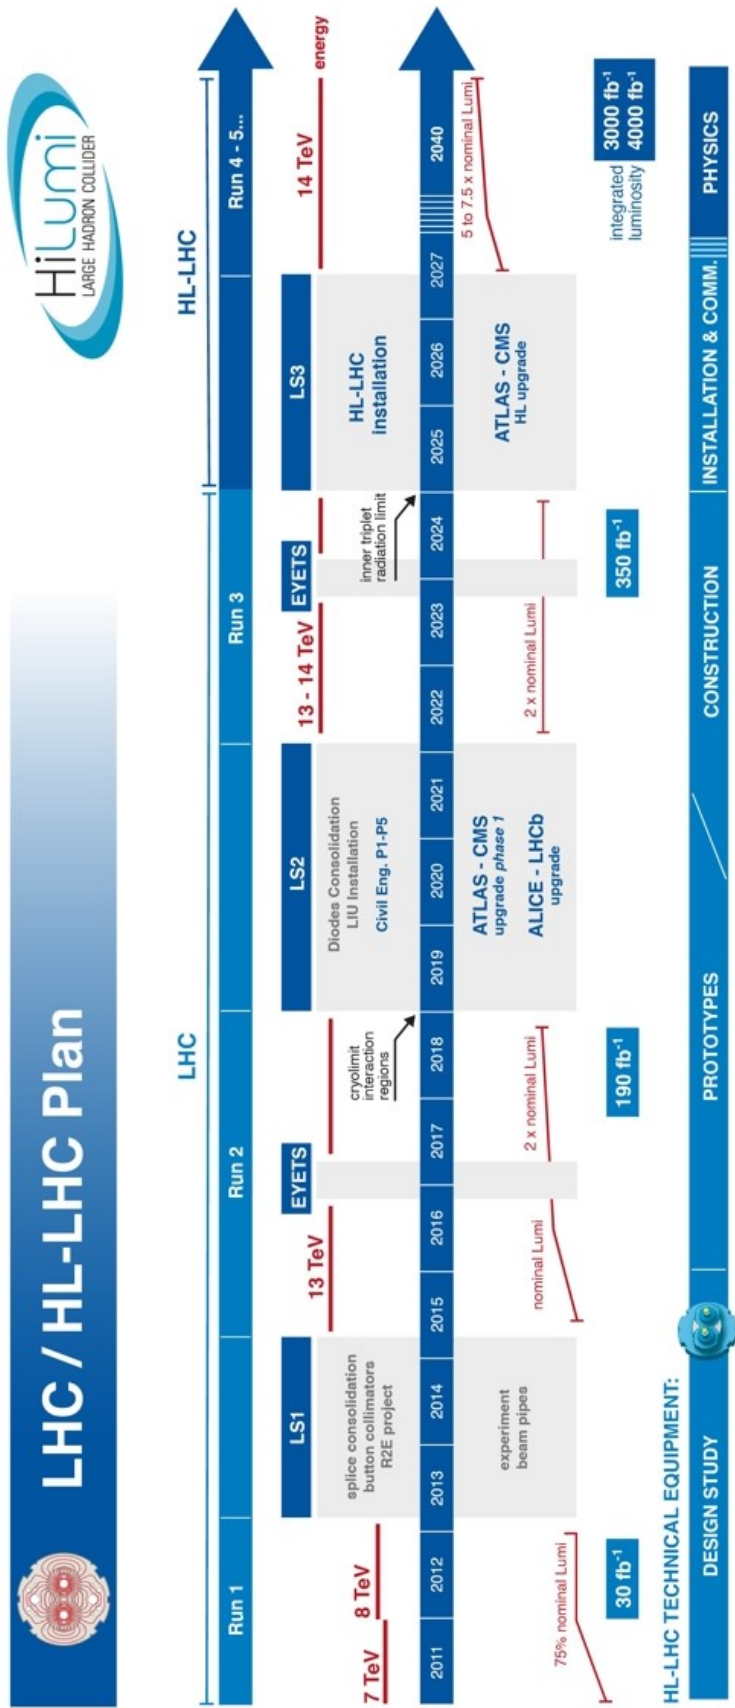 LHC / HL-LHC Plan
HiLumi
LARGE HADRON COLLIDER
LHC
HL-LHC
Run 1
Run 2
Run 3
Run 4 - 5...
LS1
EYETS
LS2
EYETS
LS3
7 TeV
8 TeV
13 TeV
13 - 14 TeV
14 TeV
energy
splice consolidation
button collimators
R2E project
cryolimit
interaction
regions
Diodes Consolidation
LIU Installation
Civil Eng. P1-P5
inner triplet
radiation limit
HL-LHC
installation
2011
2012
2013
2014
2015
2016
2017
2018
2019
2020
2021
2022
2023
2024
2025
2026
2027
2040
75% nominal Lumi
experiment
beam pipes
nominal Lumi
2 x nominal Lumi
ATLAS - CMS
upgrade phase 1
ALICE - LHCb
upgrade
2 x nominal Lumi
ATLAS - CMS
HL upgrade
5 to 7.5 x nominal Lumi
30 fb⁻¹
190 fb⁻¹
350 fb⁻¹
integrated
luminosity
3000 fb⁻¹
4000 fb⁻¹
HL-LHC TECHNICAL EQUIPMENT:
DESIGN STUDY
PROTOTYPES
CONSTRUCTION
INSTALLATION & COMM.
PHYSICS